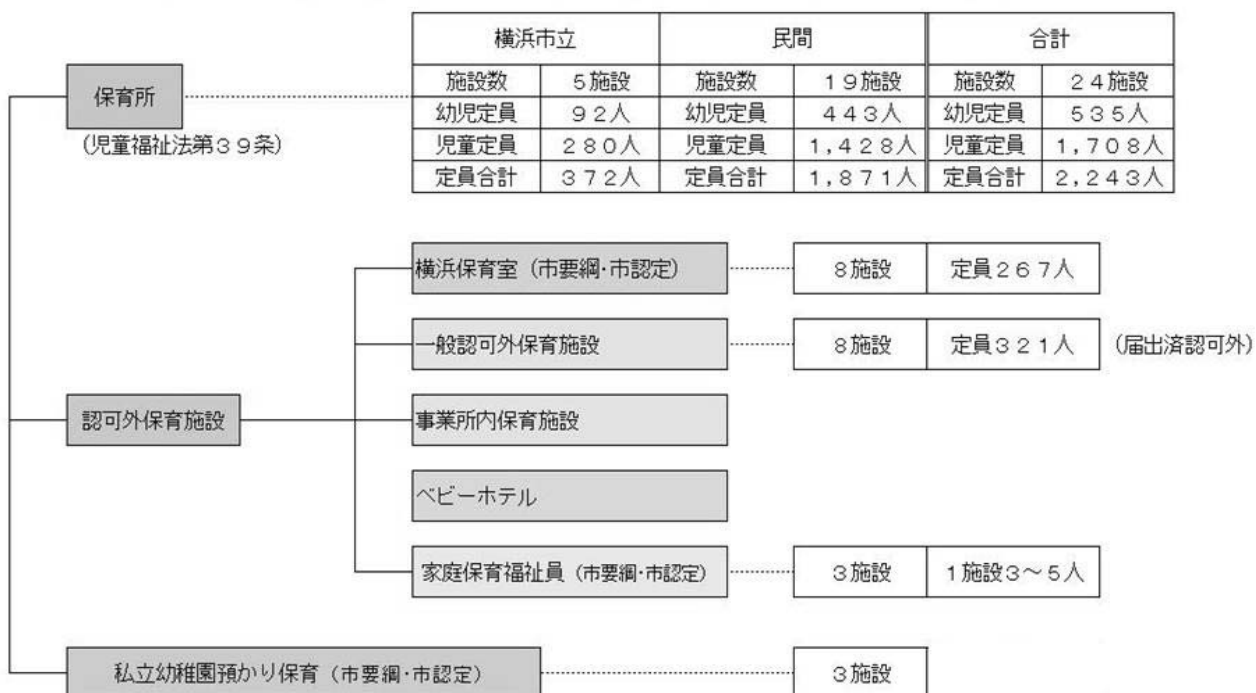 横浜市立 民間 合計
保育所
(児童福祉法第39条)
施設数 5施設 施設数 19施設 施設数 24施設
幼児定員 92人 幼児定員 443人 幼児定員 535人
児童定員 280人 児童定員 1,428人 児童定員 1,708人
定員合計 372人 定員合計 1,871人 定員合計 2,243人
横浜保育室(市要綱・市認定) 8施設 定員267人
一般認可外保育施設 8施設 定員321人 (届出済認可外)
認可外保育施設 事業所内保育施設
ベビーホテル
家庭保育福祉員(市要綱・市認定) 3施設 1施設3~5人
私立幼稚園預かり保育(市要綱・市認定) 3施設